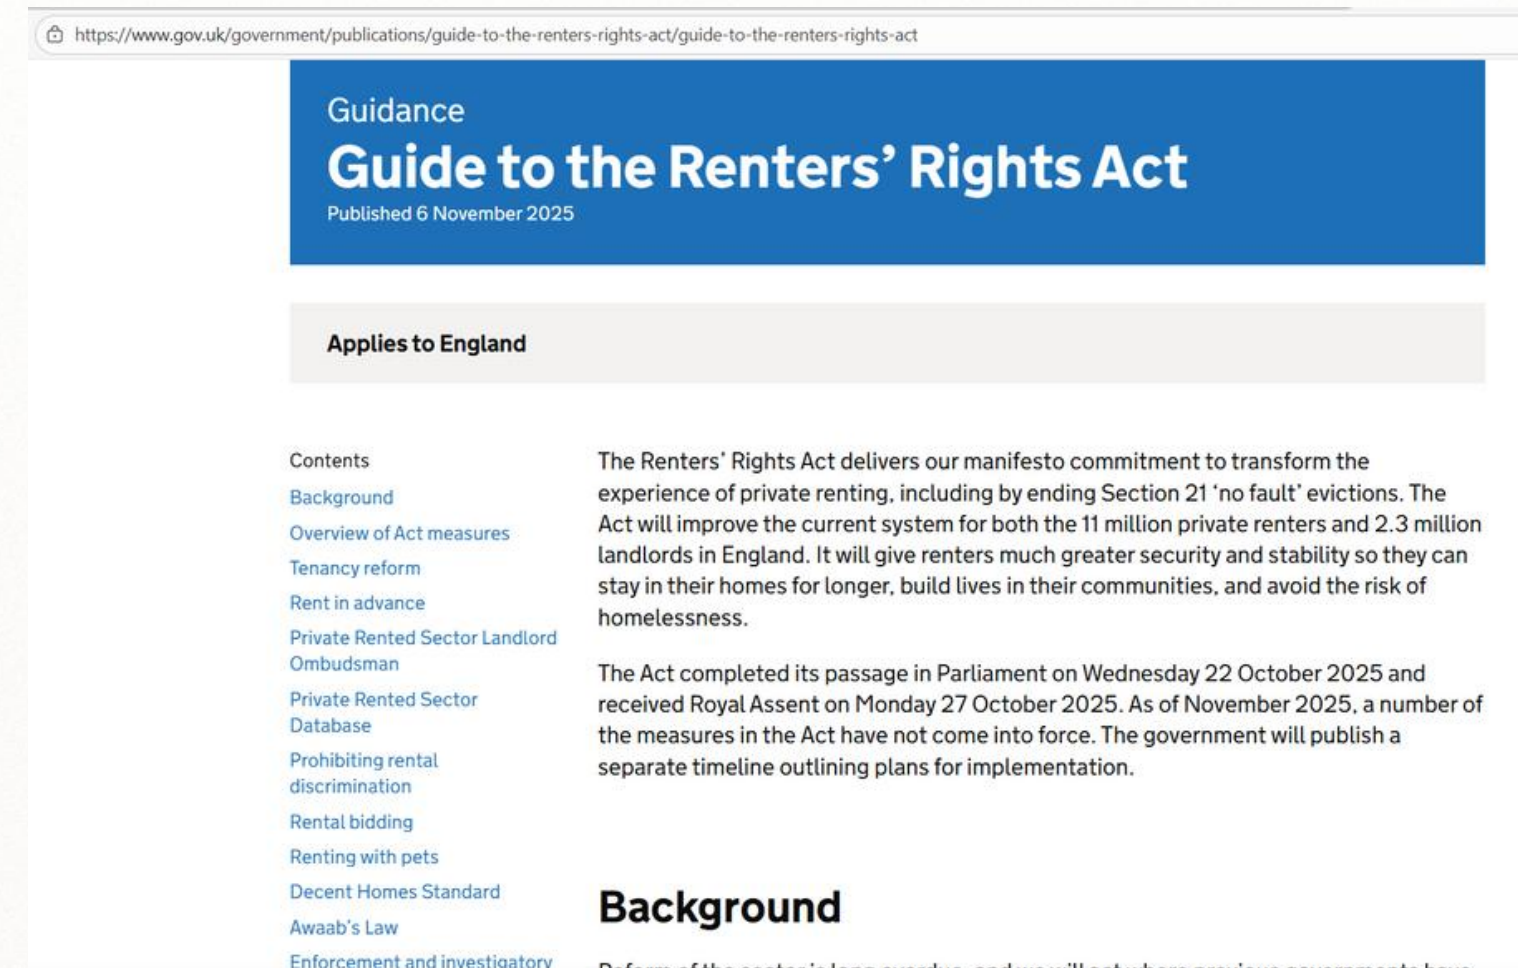 https://www.gov.uk/government/publications/guide-to-the-renters-rights-act/guide-to-the-renters-rights-act
Guidance
Guide to the Renters’ Rights Act
Published 6 November 2025
Applies to England
Contents
Background
Overview of Act measures
Tenancy reform
Rent in advance
Private Rented Sector Landlord
Ombudsman
Private Rented Sector
Database
Prohibiting rental
discrimination
Rental bidding
Renting with pets
Decent Homes Standard
Awaab’s Law
Enforcement and investigatory
The Renters’ Rights Act delivers our manifesto commitment to transform the
experience of private renting, including by ending Section 21 ‘no fault’ evictions. The
Act will improve the current system for both the 11 million private renters and 2.3 million
landlords in England. It will give renters much greater security and stability so they can
stay in their homes for longer, build lives in their communities, and avoid the risk of
homelessness.
The Act completed its passage in Parliament on Wednesday 22 October 2025 and
received Royal Assent on Monday 27 October 2025. As of November 2025, a number of
the measures in the Act have not come into force. The government will publish a
separate timeline outlining plans for implementation.
Background